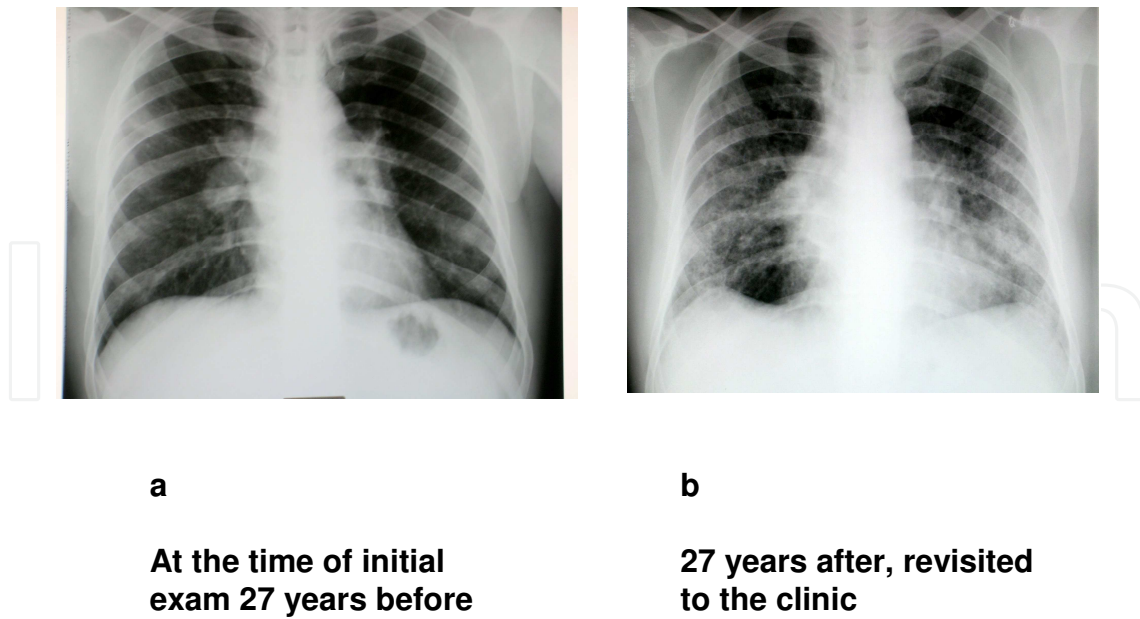 a
b
At the time of initial
exam 27 years before
27 years after, revisited
to the clinic